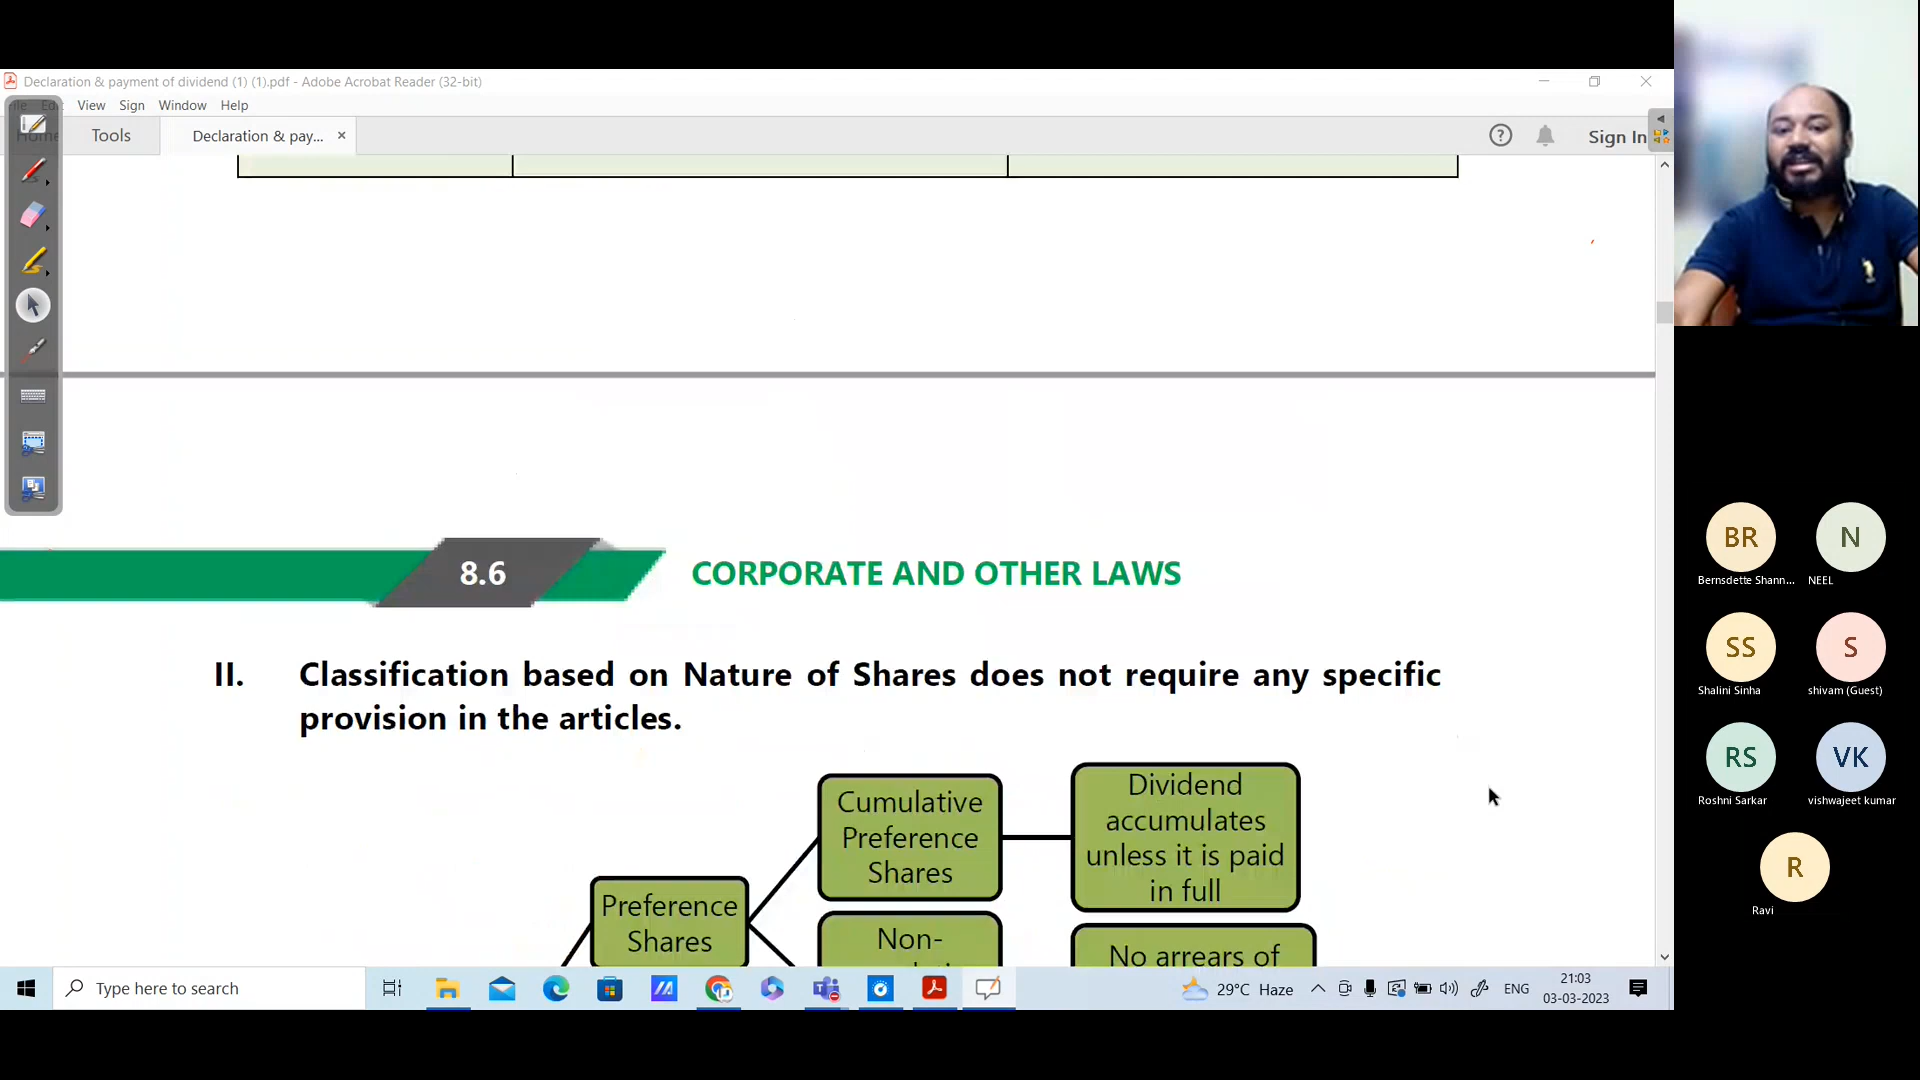 Declaration & payment of dividend (1) (1).pdf - Adobe Acrobat Reader (32-bit)
View Sign Window Help
Tools
Declaration & pay... ×
Sign In
8.6
CORPORATE AND OTHER LAWS
II. Classification based on Nature of Shares does not require any specific
provision in the articles.
Cumulative
Preference
Shares
Dividend
accumulates
unless it is paid
in full
Preference
Shares
Non-
No arrears of
Type here to search
29°C Haze
ENG
21:03
03-03-2023
BR
Bernsdette Shann...
N
NEEL
SS
Shalini Sinha
S
shivam (Guest)
RS
Roshni Sarkar
VK
vishwajeet kumar
R
Ravi